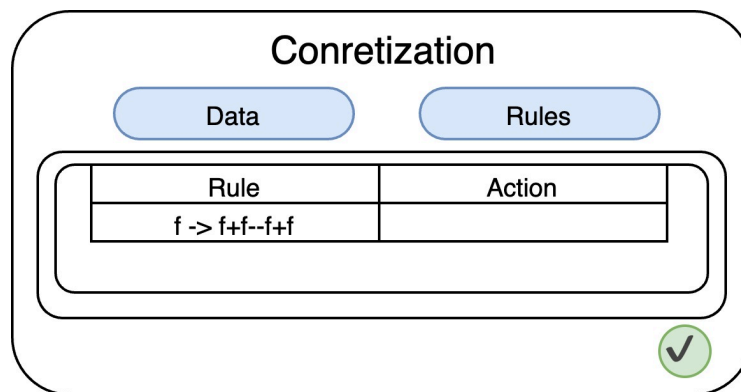 Conretization
Data Rules
Rule Action
f -> f+f--f+f